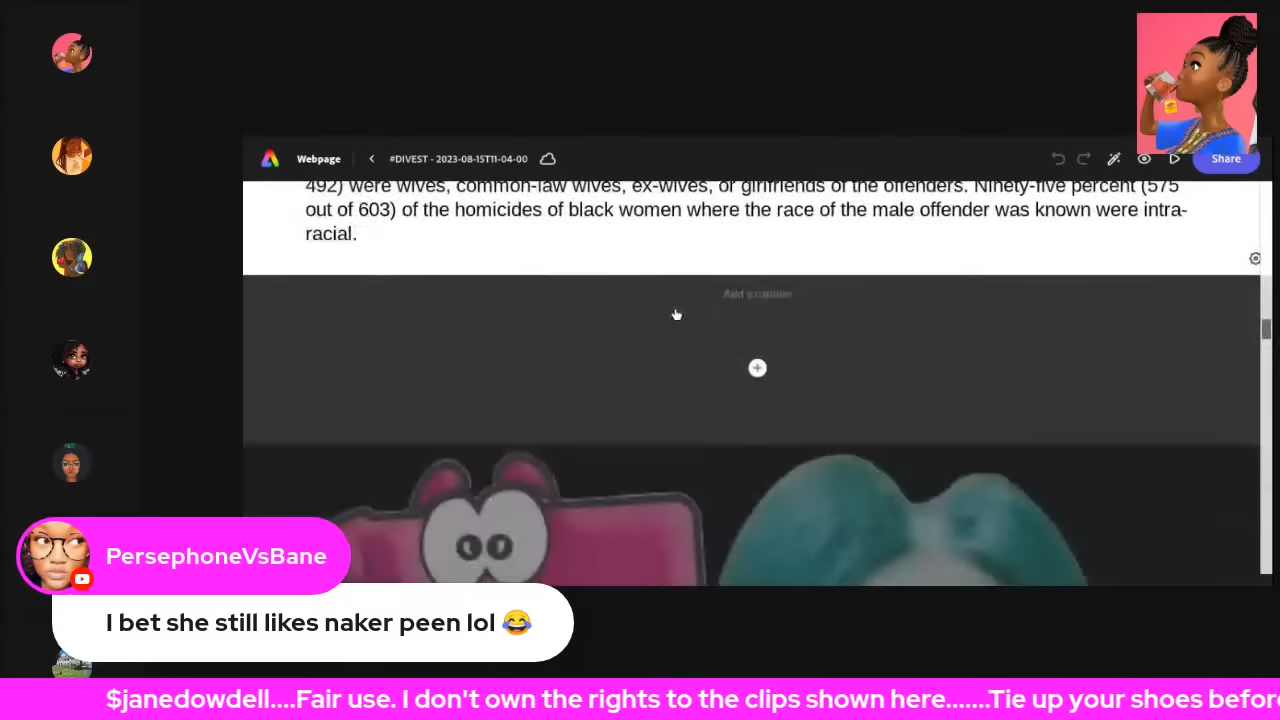 Webpage
#DIVEST - 2023-08-15T11-04-00
Share
492) were wives, common-law wives, ex-wives, or girlfriends of the offenders. Ninety-five percent (575
out of 603) of the homicides of black women where the race of the male offender was known were intra-
racial.
Add a caption
PersephoneVsBane
I bet she still likes naker peen lol 😂
$janedowdell....Fair use. I don't own the rights to the clips shown here.......Tie up your shoes befor